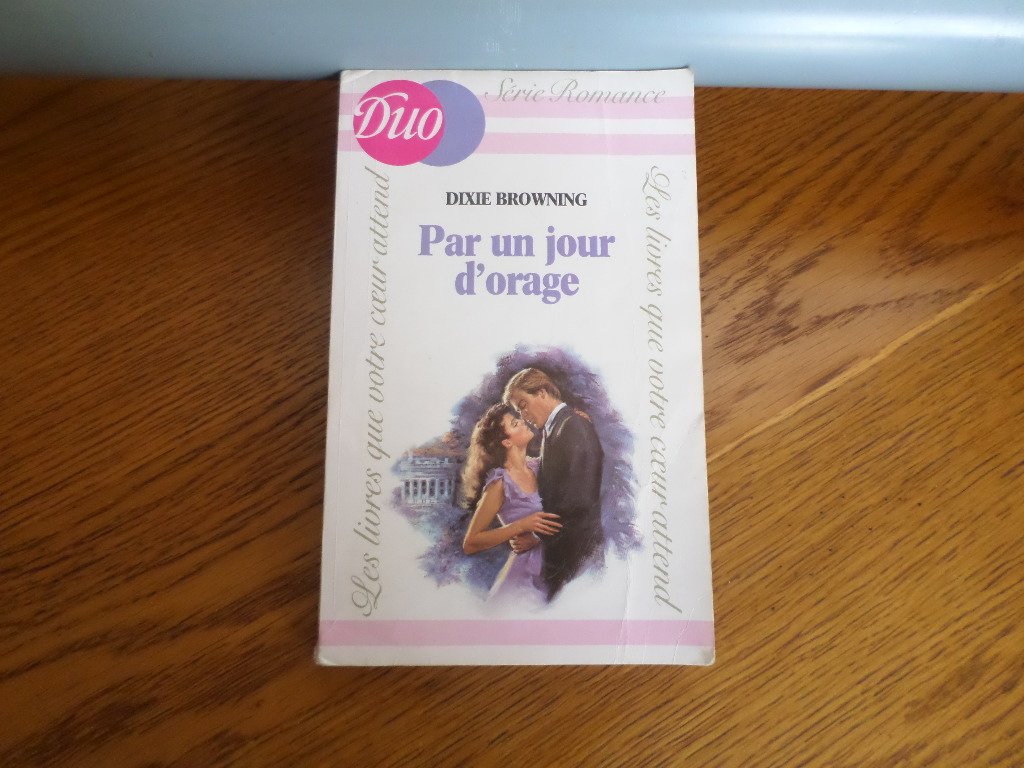 Duo
Série Romance
DIXIE BROWNING
Par un jour
d'orage
Les livres que votre cœur attend
Les livres que votre cœur attend